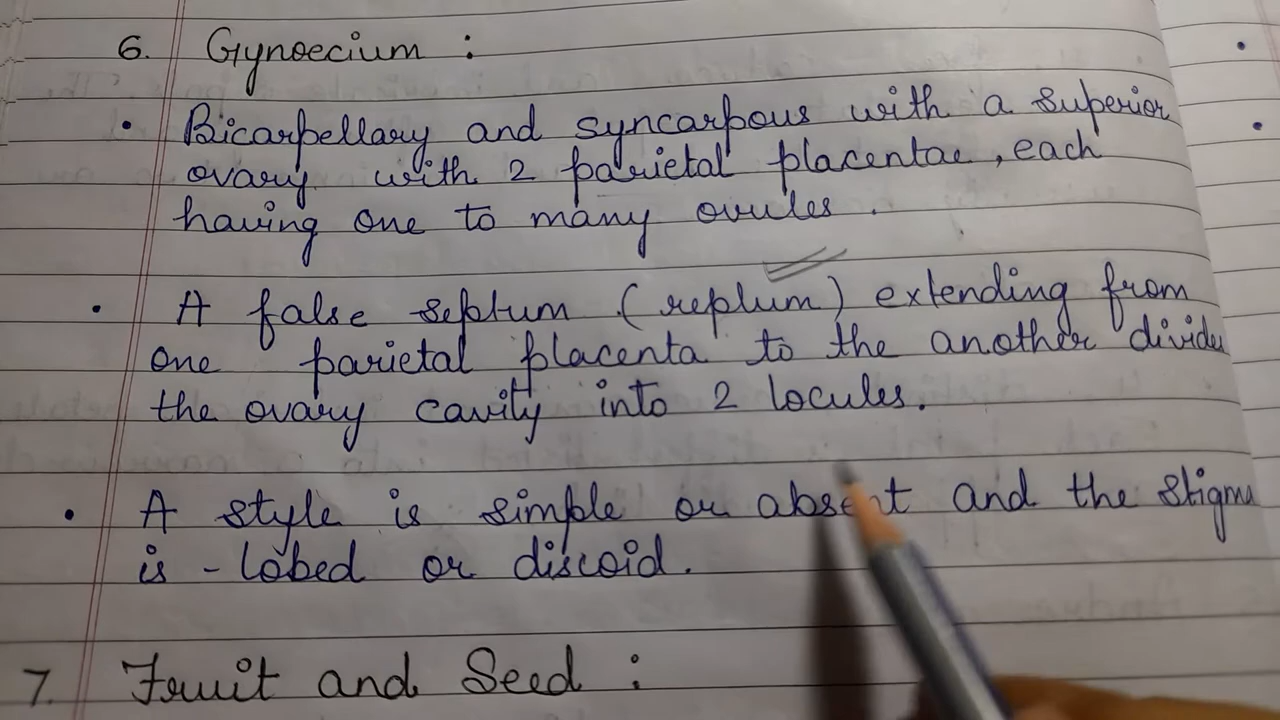 6. Gynoecium :
• Bicarpellary and syncarpous with a superior
ovary with 2 parietal placentae, each
having one to many ovules.
• A false septum (replum) extending from
one parietal placenta to the another divides
the ovary cavity into 2 locules.
• A style is simple or absent and the stigma
is - lobed or discoid.
7. Fruit and Seed :